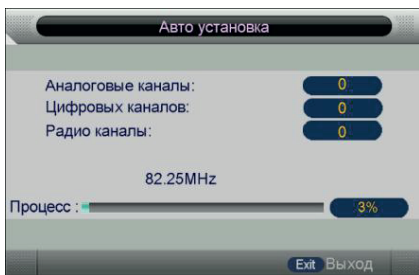 Авто установка
Аналоговые каналы: 0
Цифровых каналов: 0
Радио каналы: 0
82.25MHz
Процесс : 3%
Exit Выход